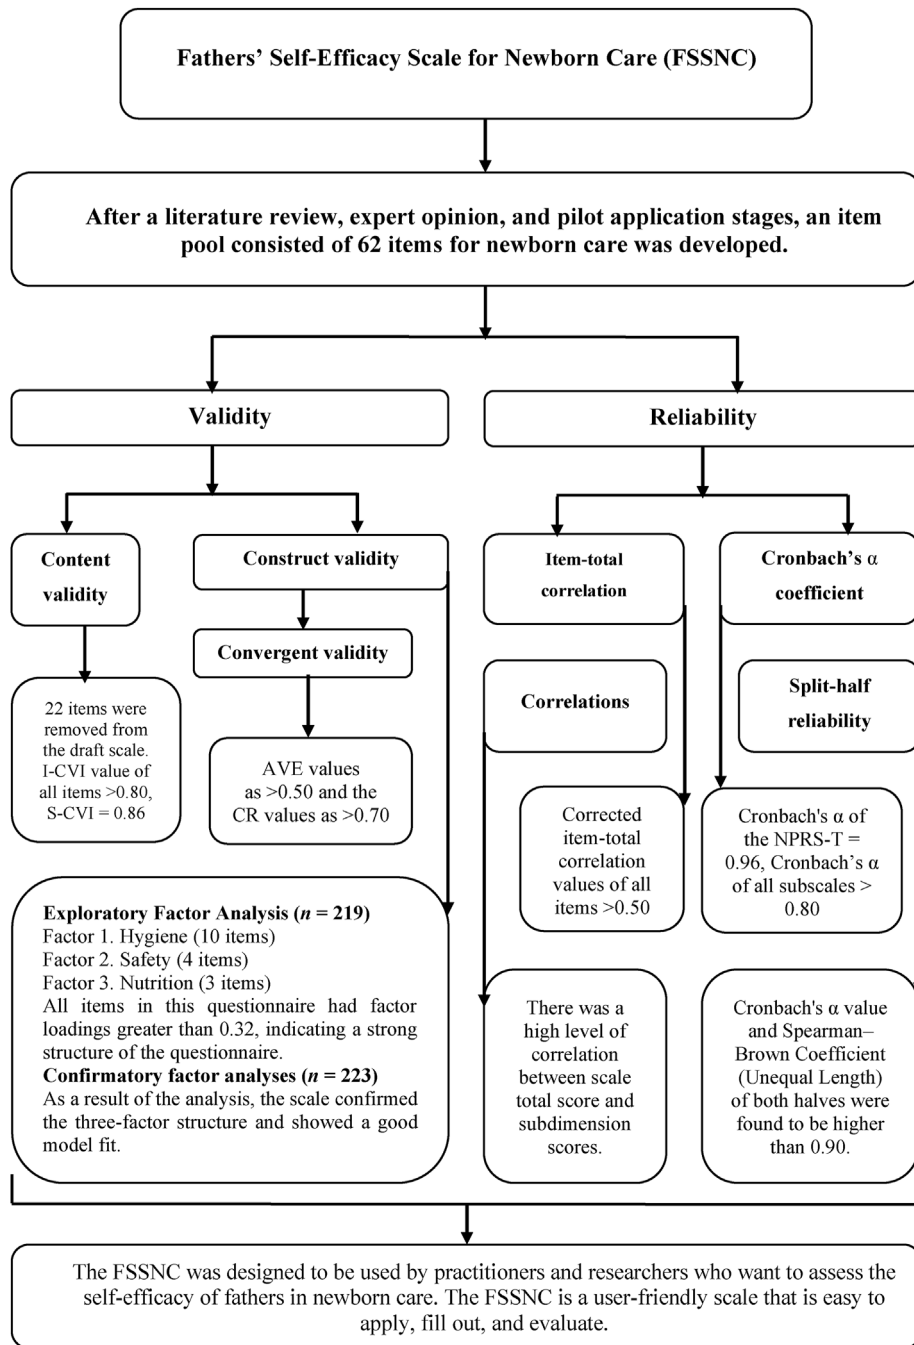 Fathers’ Self-Efficacy Scale for Newborn Care (FSSNC)
After a literature review, expert opinion, and pilot application stages, an item
pool consisted of 62 items for newborn care was developed.
Validity
Reliability
Content
validity
Construct validity
Convergent validity
Item-total
correlation
Cronbach’s α
coefficient
Correlations
Split-half
reliability
22 items were
removed from
the draft scale.
I-CVI value of
all items >0.80,
S-CVI = 0.86
AVE values
as >0.50 and the
CR values as >0.70
Corrected
item-total
correlation
values of all
items >0.50
Cronbach's α of
the NPRS-T =
0.96, Cronbach’s α
of all subscales >
0.80
Exploratory Factor Analysis (n = 219)
Factor 1. Hygiene (10 items)
Factor 2. Safety (4 items)
Factor 3. Nutrition (3 items)
All items in this questionnaire had factor
loadings greater than 0.32, indicating a strong
structure of the questionnaire.
Confirmatory factor analyses (n = 223)
As a result of the analysis, the scale confirmed
the three-factor structure and showed a good
model fit.
There was a
high level of
correlation
between scale
total score and
subdimension
scores.
Cronbach's α value
and Spearman–
Brown Coefficient
(Unequal Length)
of both halves were
found to be higher
than 0.90.
The FSSNC was designed to be used by practitioners and researchers who want to assess the
self-efficacy of fathers in newborn care. The FSSNC is a user-friendly scale that is easy to
apply, fill out, and evaluate.